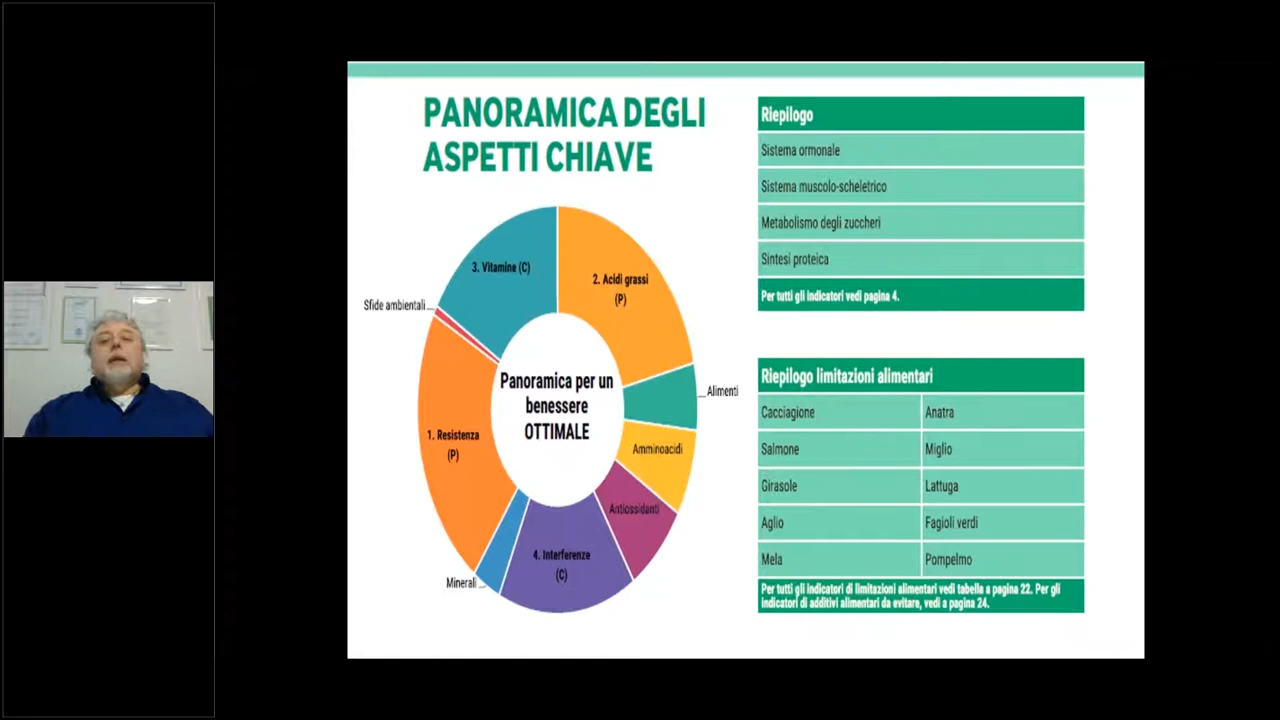 PANORAMICA DEGLI
ASPETTI CHIAVE
3. Vitamine (C)
2. Acidi grassi
(P)
Sfide ambientali
Alimenti
Panoramica per un
benessere
OTTIMALE
1. Resistenza
(P)
Amminoacidi
Antiossidanti
4. Interferenze
(C)
Minerali
Riepilogo
Sistema ormonale
Sistema muscolo-scheletrico
Metabolismo degli zuccheri
Sintesi proteica
Per tutti gli indicatori vedi pagina 4.
Riepilogo limitazioni alimentari
Cacciagione Anatra
Salmone Miglio
Girasole Lattuga
Aglio Fagioli verdi
Mela Pompelmo
Per tutti gli indicatori di limitazioni alimentari vedi tabella a pagina 22. Per gli
indicatori di additivi alimentari da evitare, vedi a pagina 24.